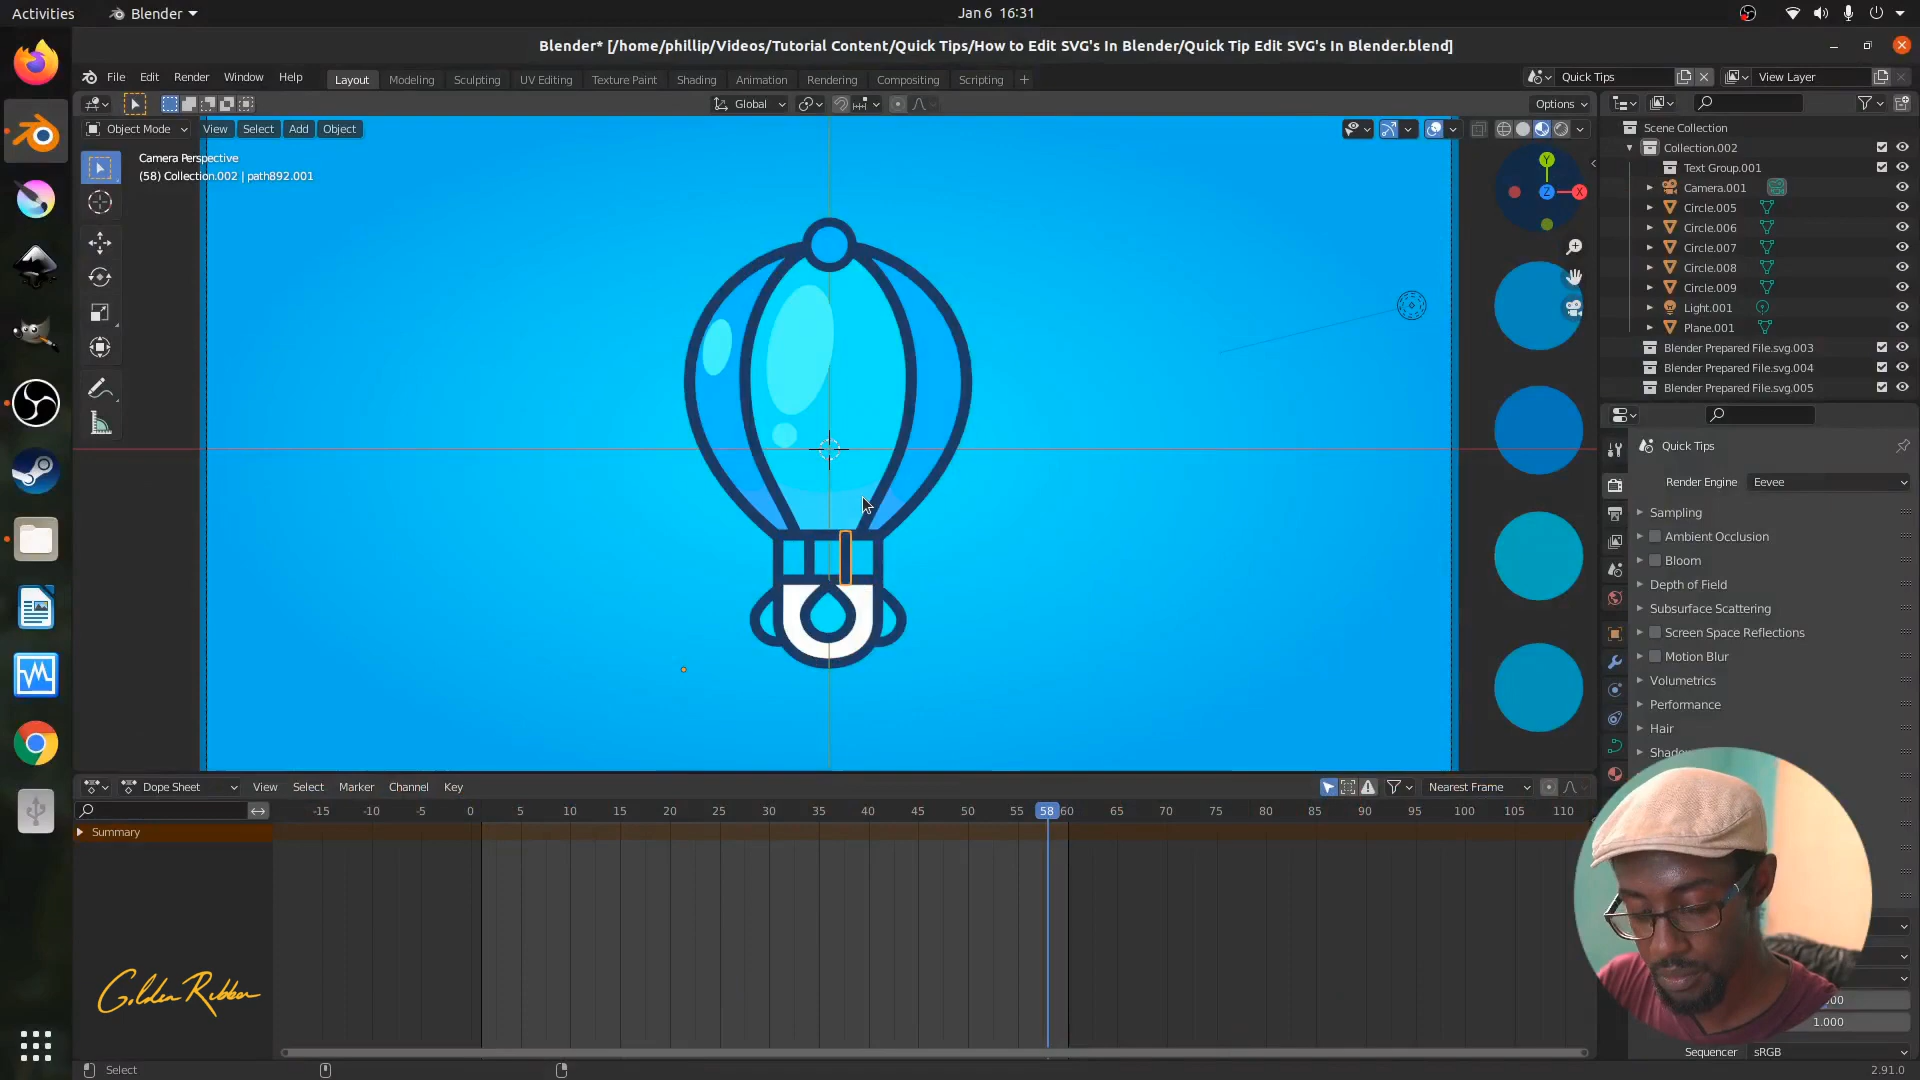 Activities
Blender
Jan 6 16:31
Blender* [/home/phillip/Videos/Tutorial Content/Quick Tips/How to Edit SVG's In Blender/Quick Tip Edit SVG's In Blender.blend]
File Edit Render Window Help
Layout Modeling Sculpting UV Editing Texture Paint Shading Animation Rendering Compositing Scripting +
Quick Tips
View Layer
Global
Options
Object Mode View Select Add Object
Camera Perspective
(58) Collection.002 | path892.001
Y
X
Z
Scene Collection
Collection.002
Text Group.001
Camera.001
Circle.005
Circle.006
Circle.007
Circle.008
Circle.009
Light.001
Plane.001
Blender Prepared File.svg.003
Blender Prepared File.svg.004
Blender Prepared File.svg.005
Quick Tips
Render Engine Eevee
Sampling
Ambient Occlusion
Bloom
Depth of Field
Subsurface Scattering
Screen Space Reflections
Motion Blur
Volumetrics
Performance
Hair
1.000
Sequencer sRGB
Dope Sheet View Select Marker Channel Key
Nearest Frame
-15 -10 -5 0 5 10 15 20 25 30 35 40 45 50 55 58 60 65 70 75 80 85 90 95 100 105 110
Summary
Golden Ribbon
Select
2.91.0